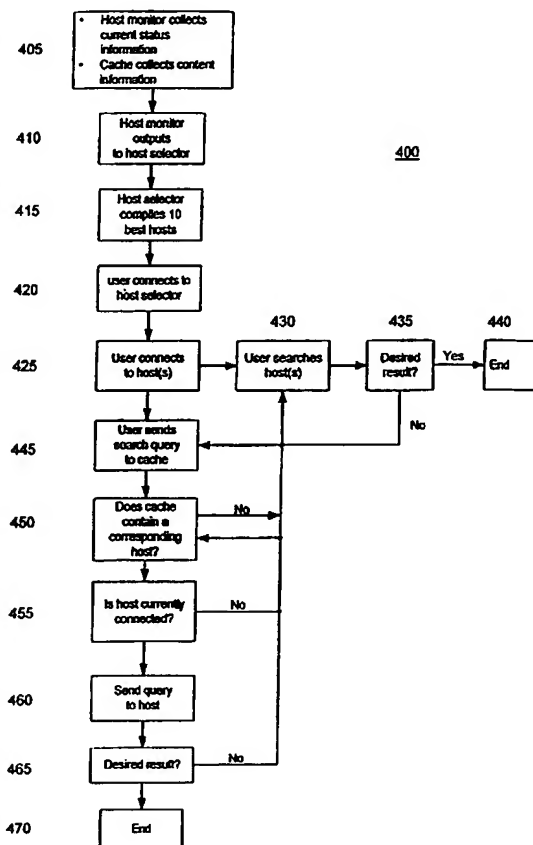 405
• Host monitor collects
current status
information
• Cache collects content
information
410
Host monitor
outputs
to host selector
400
415
Host selector
compiles 10
best hosts
420
user connects to
host selector
430
435
440
425
User connects
to host(s)
User searches
host(s)
Desired
result?
Yes
End
No
445
User sends
search query
to cache
450
Does cache
contain a
corresponding
host?
No
455
Is host currently
connected?
No
460
Send query
to host
465
Desired result?
No
470
End